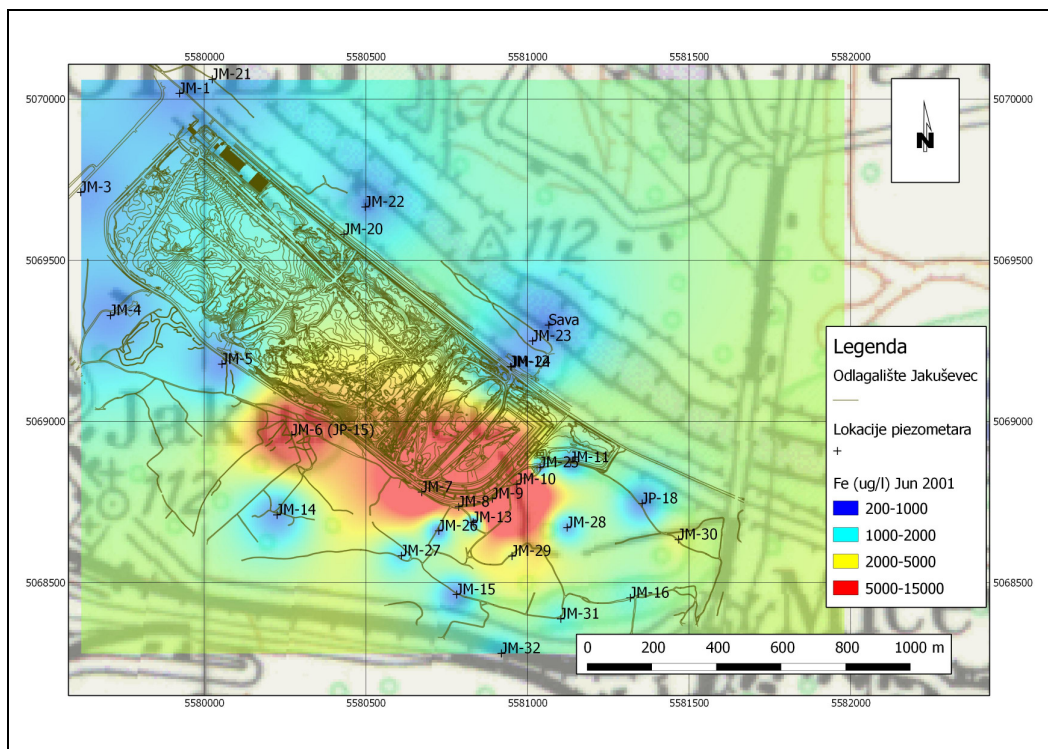 5580000 5580500 5581000 5581500 5582000
JM-21
JM-1
5070000 5070000
N
JM-3
JM-22
JM-20
112
5069500 5069500
JM-4
Sava
JM-23
JM-5
Legenda
Odlagalište Jakuševec
Lokacije piezometara
Fe (ug/l) Jun 2001
200-1000
1000-2000
2000-5000
5000-15000
5069000
JM-6 (JP-15)
JM-11
JM-25
JM-10
JM-7
JM-9
JM-8
JP-18
JM-14
JM-13
JM-26
JM-28
JM-30
JM-27
JM-29
5068500
JM-15
JM-16
JM-31
JM-32
0 200 400 600 800 1000 m
5580000 5580500 5581000 5581500 5582000